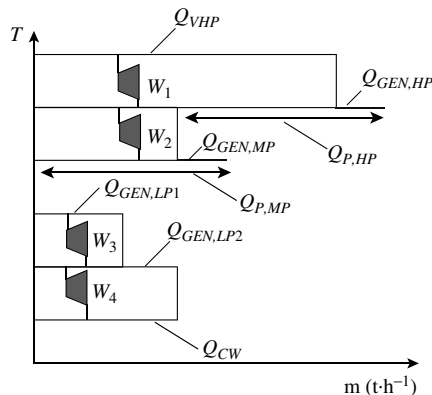 T
Q_VHP
W_1
Q_GEN,HP
W_2
Q_GEN,MP
Q_P,HP
Q_GEN,LP1
Q_P,MP
W_3
Q_GEN,LP2
W_4
Q_CW
m (t·h⁻¹)